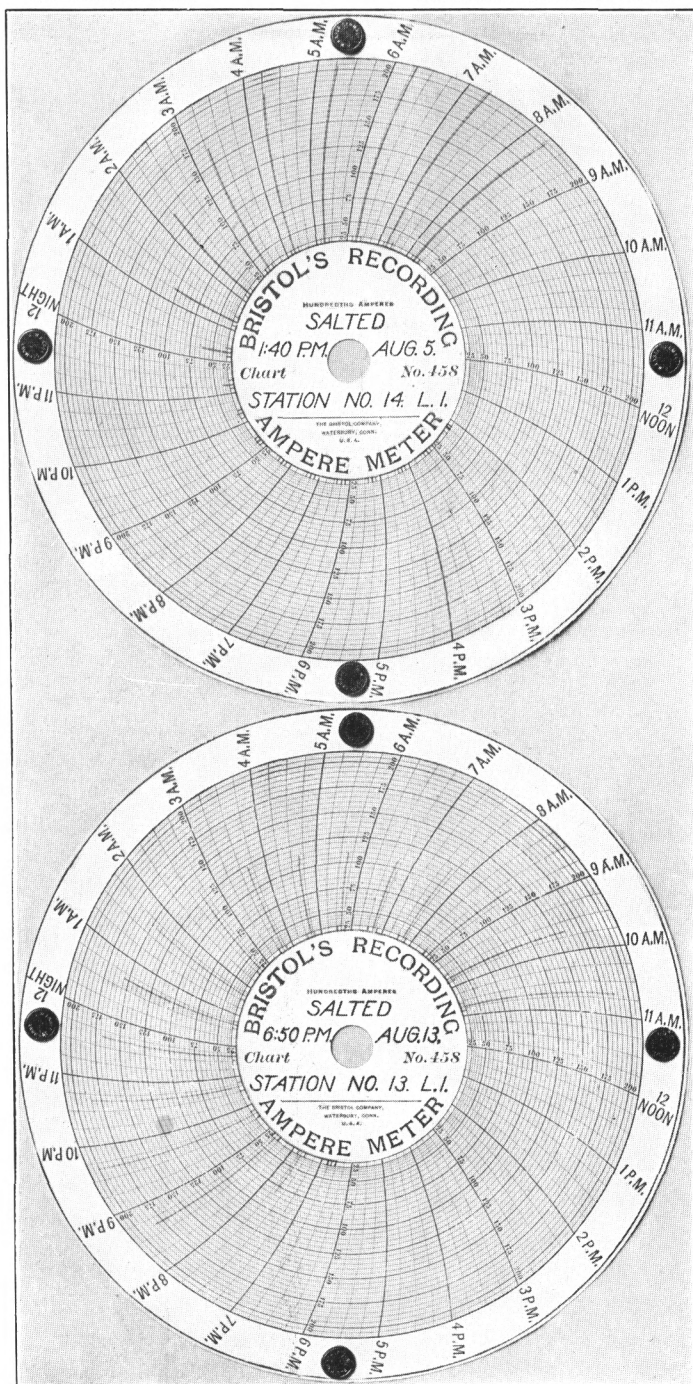 5 A.M.
6 A.M.
7 A.M.
8 A.M.
9 A.M.
10 A.M.
11 A.M.
12 NOON
1 P.M.
2 P.M.
3 P.M.
4 P.M.
5 P.M.
6 P.M.
7 P.M.
8 P.M.
9 P.M.
10 P.M
11 P.M.
12 NIGHT
1 A.M.
2 A.M.
3 A.M.
4 A.M.
BRISTOL'S RECORDING
HUNDREDTHS AMPERES
SALTED
1:40 P.M. AUG. 5.
Chart No. 458
STATION NO. 14. L.I.
THE BRISTOL COMPANY,
WATERBURY, CONN.
U.S.A.
AMPERE METER
5 A.M.
6 A.M.
7 A.M.
8 A.M.
9 A.M.
10 A.M.
11 A.M.
12 NOON
1 P.M.
2 P.M.
3 P.M.
4 P.M.
5 P.M.
6 P.M.
7 P.M.
8 P.M.
9 P.M.
10 P.M.
11 P.M.
12 NIGHT
1 A.M.
2 A.M.
3 A.M.
4 A.M.
BRISTOL'S RECORDING
HUNDREDTHS AMPERES
SALTED
6:50 P.M. AUG. 13.
Chart No. 458
STATION NO. 13. L.I.
THE BRISTOL COMPANY,
WATERBURY, CONN.
U.S.A.
AMPERE METER